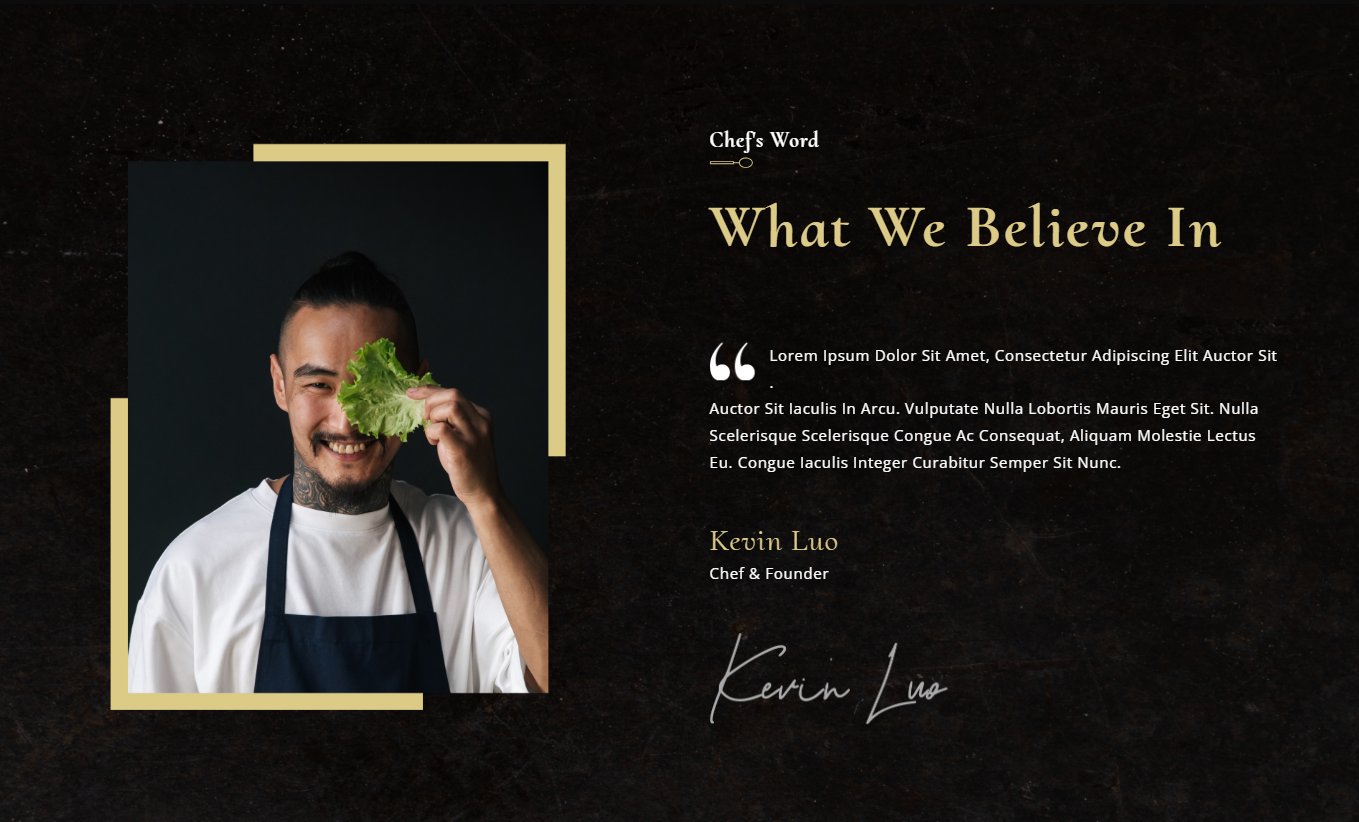 Chef's Word
What We Believe In
“ Lorem Ipsum Dolor Sit Amet, Consectetur Adipiscing Elit Auctor Sit
.
Auctor Sit Iaculis In Arcu. Vulputate Nulla Lobortis Mauris Eget Sit. Nulla
Scelerisque Scelerisque Congue Ac Consequat, Aliquam Molestie Lectus
Eu. Congue Iaculis Integer Curabitur Semper Sit Nunc.
Kevin Luo
Chef & Founder
Kevin Luo